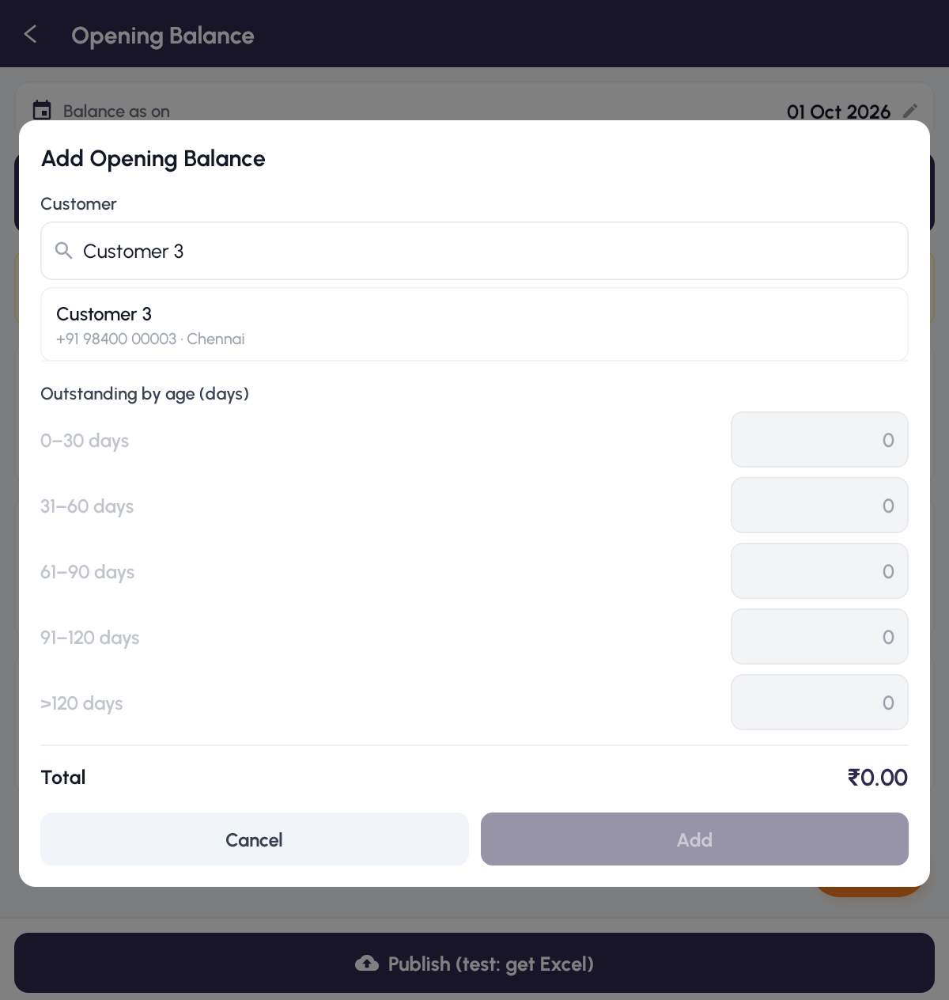 Opening Balance
Balance as on
01 Oct 2026
Add Opening Balance
Customer
Customer 3
Customer 3
+91 98400 00003 · Chennai
Outstanding by age (days)
0–30 days
0
31–60 days
0
61–90 days
0
91–120 days
0
>120 days
0
Total
₹0.00
Cancel
Add
Publish (test: get Excel)